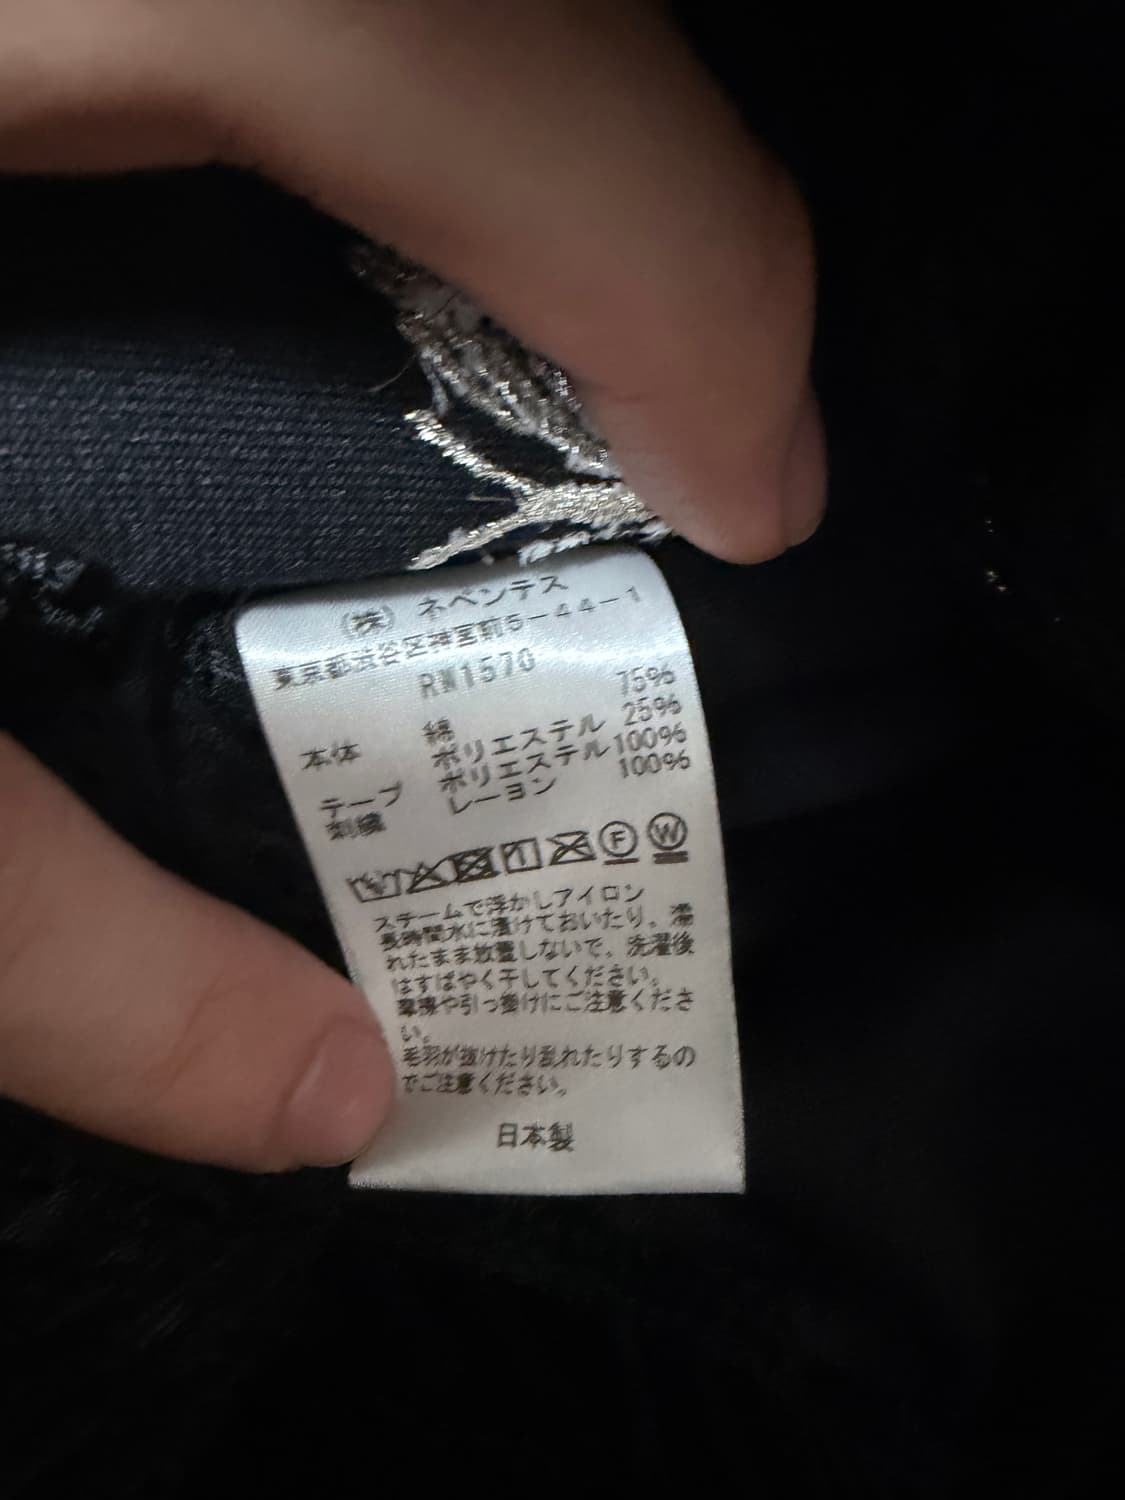 (株) ネペンテス
東京都渋谷区神宮前5-44-1
RW1570
本体 綿 75%
ポリエステル 25%
テープ ポリエステル 100%
刺繍 レーヨン 100%
F W
スチームで浮かしアイロン
長時間水に漬けておいたり、濡
れたまま放置しないで、洗濯後
はすばやく干してください。
摩擦や引っ掛けにご注意くださ
い。
毛羽が抜けたり乱れたりするの
でご注意ください。
日本製